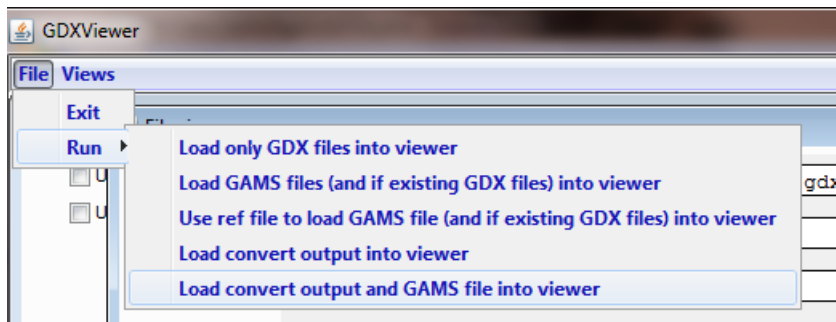 GDXViewer
File Views
Exit
Run
Load only GDX files into viewer
Load GAMS files (and if existing GDX files) into viewer
Use ref file to load GAMS file (and if existing GDX files) into viewer
Load convert output into viewer
Load convert output and GAMS file into viewer
U
gdx
U